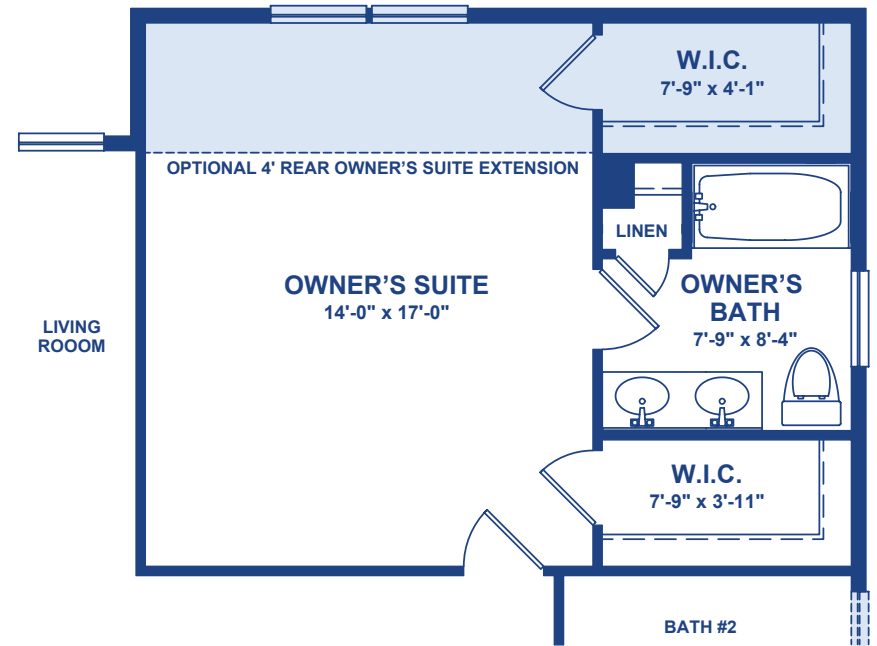 W.I.C.
7'-9" x 4'-1"
OPTIONAL 4' REAR OWNER’S SUITE EXTENSION
LINEN
OWNER’S SUITE
14'-0" x 17'-0"
OWNER’S
BATH
7'-9" x 8'-4"
LIVING
ROOOM
W.I.C.
7'-9" x 3'-11"
BATH #2